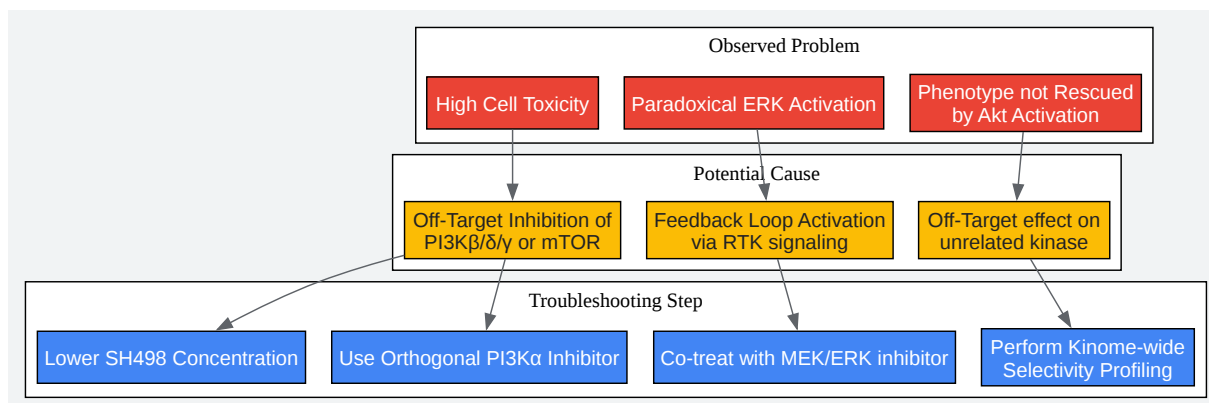 Observed Problem
High Cell Toxicity
Paradoxical ERK Activation
Phenotype not Rescued
by Akt Activation
Potential Cause
Off-Target Inhibition of
PI3Kβ/δ/γ or mTOR
Feedback Loop Activation
via RTK signaling
Off-Target effect on
unrelated kinase
Troubleshooting Step
Lower SH498 Concentration
Use Orthogonal PI3Kα Inhibitor
Co-treat with MEK/ERK inhibitor
Perform Kinome-wide
Selectivity Profiling